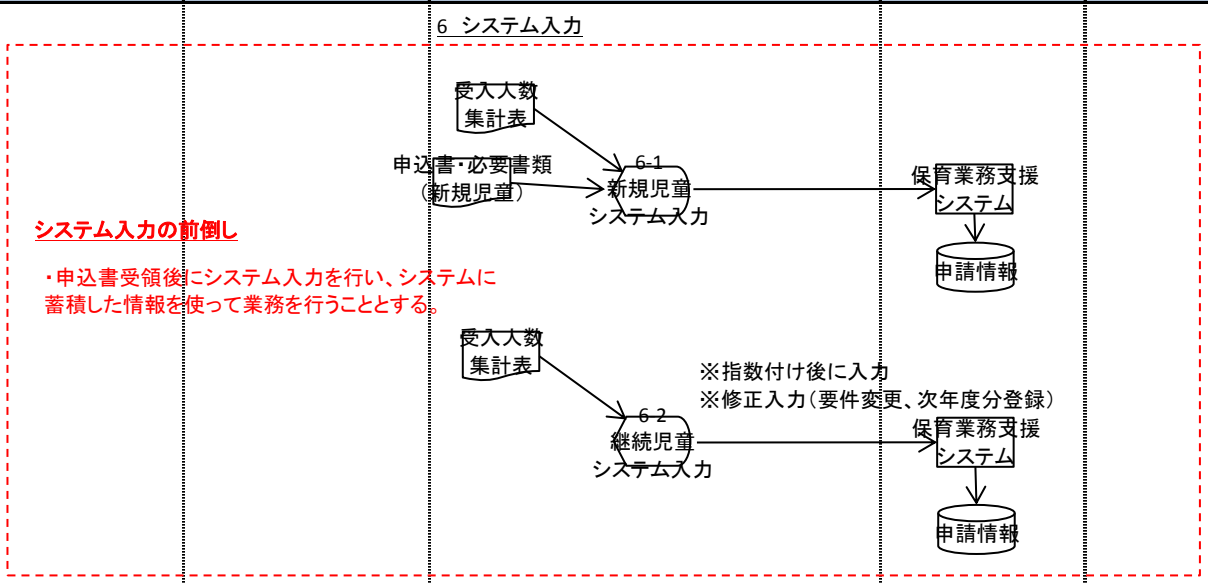 6 システム入力
受入人数
集計表
申込書・必要書類
(新規児童)
6-1
新規児童
システム入力
保育業務支援
システム
申請情報
システム入力の前倒し
・申込書受領後にシステム入力を行い、システムに
蓄積した情報を使って業務を行うこととする。
受入人数
集計表
※指数付け後に入力
※修正入力(要件変更、次年度分登録)
6-2
継続児童
システム入力
保育業務支援
システム
申請情報